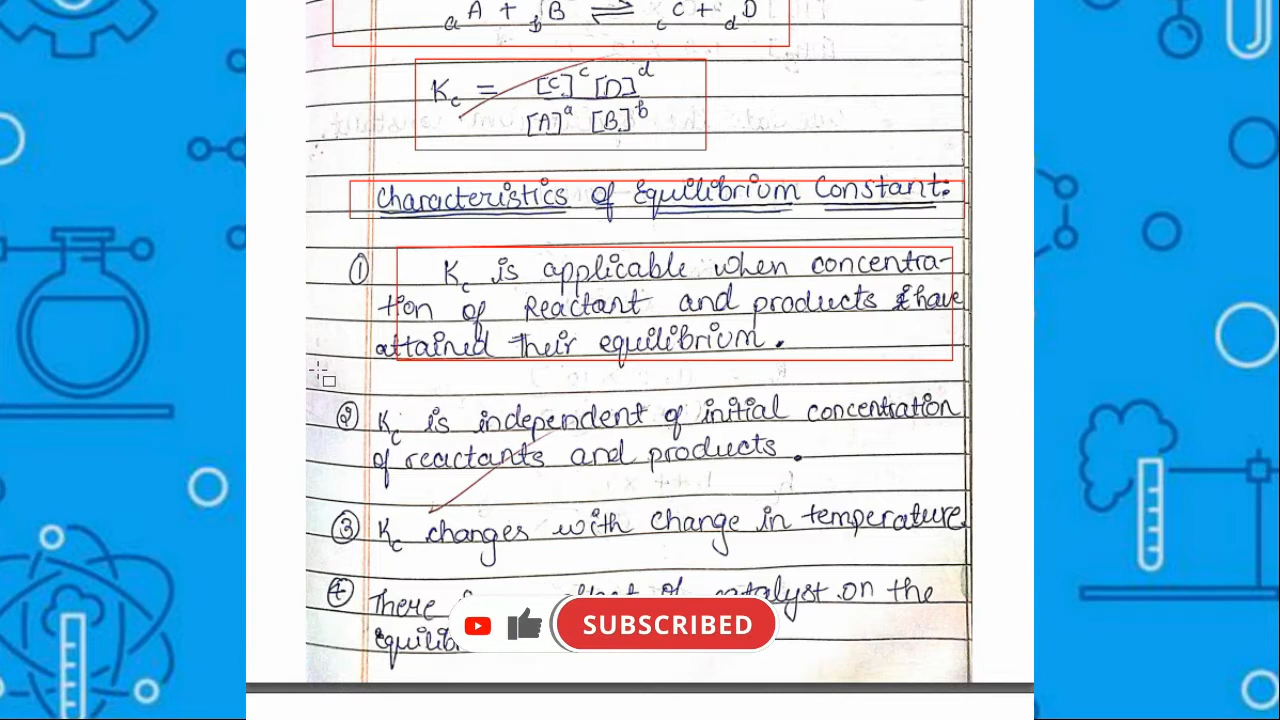 aA + bB ⇌ cC + dD
Kc = [C]^c [D]^d
[A]^a [B]^b
Characteristics of Equilibrium Constant:
① Kc is applicable when concentra-
tion of Reactant and products have
attained their equilibrium.
② Kc is independent of initial concentration
of reactants and products.
③ Kc changes with change in temperature.
④ There of catalyst on the
SUBSCRIBED